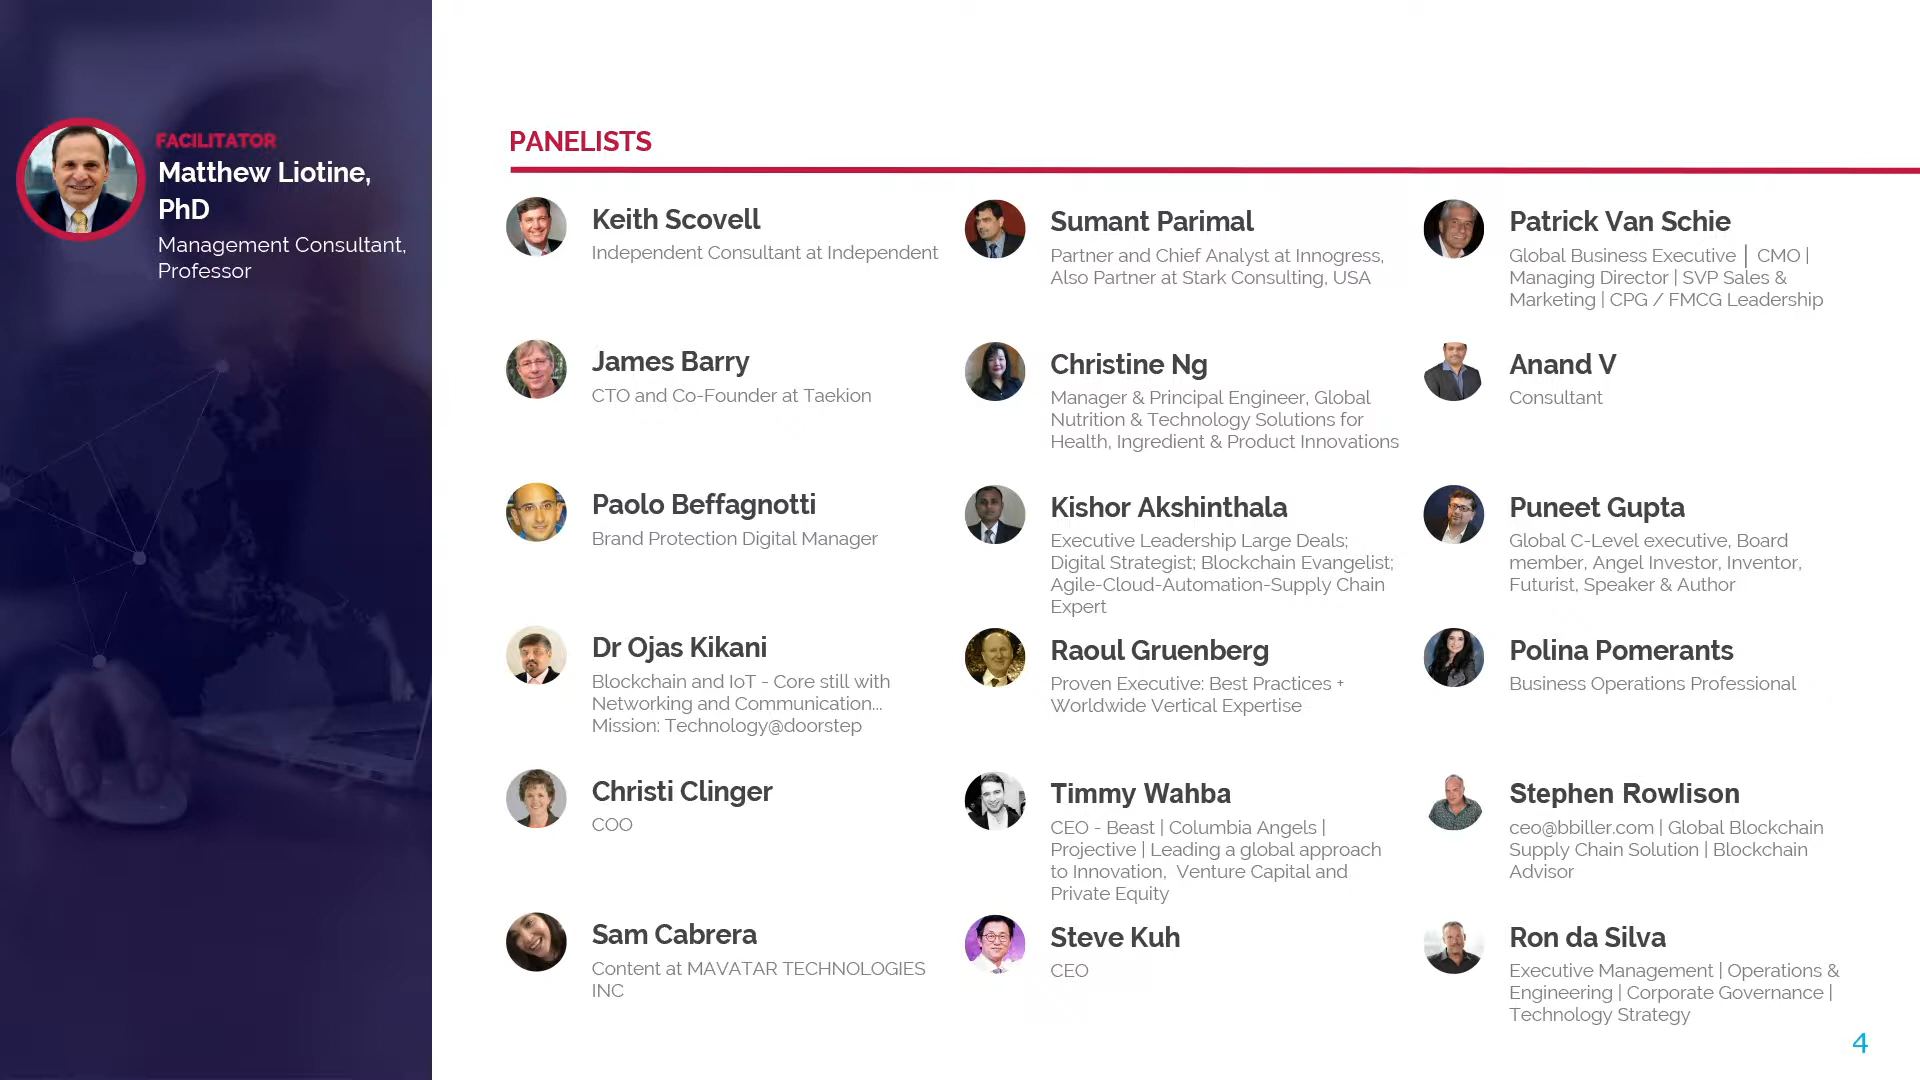 FACILITATOR
Matthew Liotine,
PhD
Management Consultant,
Professor
PANELISTS
Keith Scovell
Independent Consultant at Independent
Sumant Parimal
Partner and Chief Analyst at Innogress,
Also Partner at Stark Consulting, USA
Patrick Van Schie
Global Business Executive │ CMO |
Managing Director | SVP Sales &
Marketing | CPG / FMCG Leadership
James Barry
CTO and Co-Founder at Taekion
Christine Ng
Manager & Principal Engineer, Global
Nutrition & Technology Solutions for
Health, Ingredient & Product Innovations
Anand V
Consultant
Paolo Beffagnotti
Brand Protection Digital Manager
Kishor Akshinthala
Executive Leadership Large Deals;
Digital Strategist; Blockchain Evangelist;
Agile-Cloud-Automation-Supply Chain
Expert
Puneet Gupta
Global C-Level executive, Board
member, Angel Investor, Inventor,
Futurist, Speaker & Author
Dr Ojas Kikani
Blockchain and IoT - Core still with
Networking and Communication...
Mission: Technology@doorstep
Raoul Gruenberg
Proven Executive: Best Practices +
Worldwide Vertical Expertise
Polina Pomerants
Business Operations Professional
Christi Clinger
COO
Timmy Wahba
CEO - Beast | Columbia Angels |
Projective | Leading a global approach
to Innovation, Venture Capital and
Private Equity
Stephen Rowlison
ceo@bbiller.com | Global Blockchain
Supply Chain Solution | Blockchain
Advisor
Sam Cabrera
Content at MAVATAR TECHNOLOGIES
INC
Steve Kuh
CEO
Ron da Silva
Executive Management | Operations &
Engineering | Corporate Governance |
Technology Strategy
4